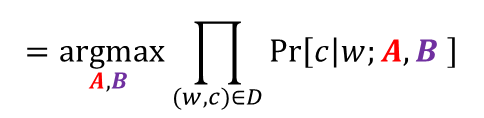 = argmax ∏ Pr[c|w; A, B ]
A,B (w,c)∈D